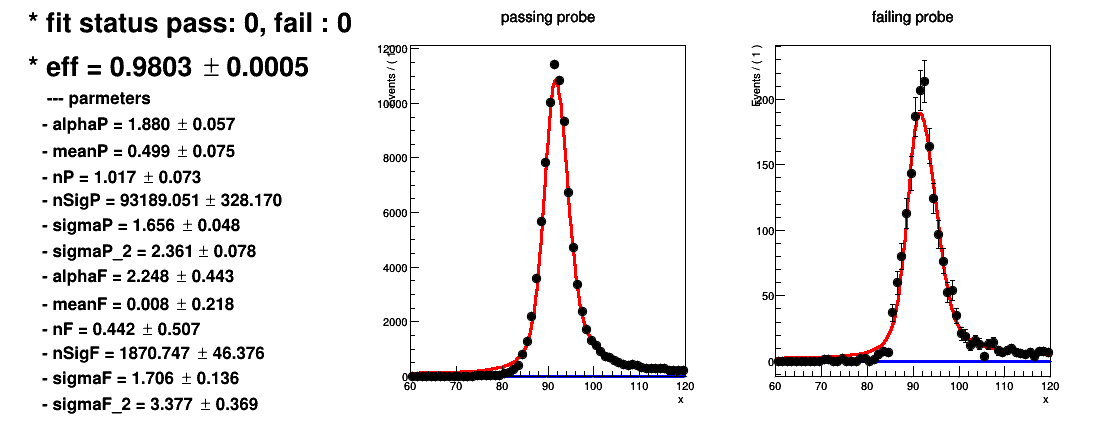 * fit status pass: 0, fail : 0
* eff = 0.9803 ± 0.0005
--- parmeters
- alphaP = 1.880 ± 0.057
- meanP = 0.499 ± 0.075
- nP = 1.017 ± 0.073
- nSigP = 93189.051 ± 328.170
- sigmaP = 1.656 ± 0.048
- sigmaP_2 = 2.361 ± 0.078
- alphaF = 2.248 ± 0.443
- meanF = 0.008 ± 0.218
- nF = 0.442 ± 0.507
- nSigF = 1870.747 ± 46.376
- sigmaF = 1.706 ± 0.136
- sigmaF_2 = 3.377 ± 0.369
passing probe
Events / ( 1 )
12000
10000
8000
6000
4000
2000
0
60 70 80 90 100 110 120
x
failing probe
Events / ( 1 )
200
150
100
50
0
60 70 80 90 100 110 120
x